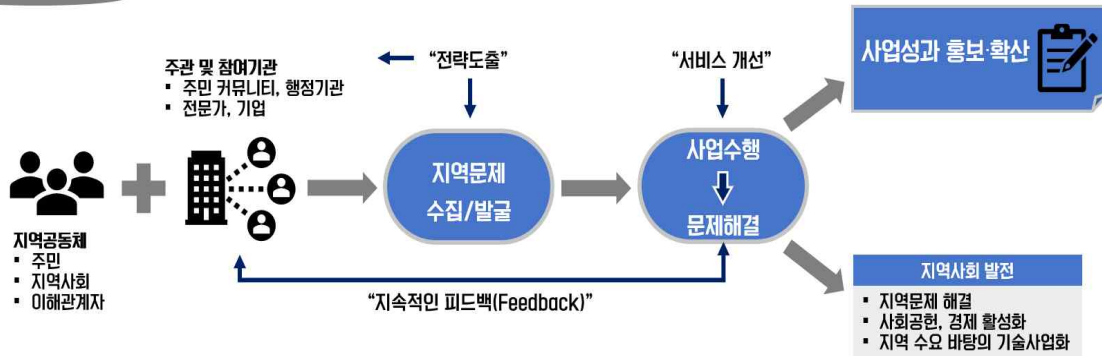 주관 및 참여기관
▪ 주민 커뮤니티, 행정기관
▪ 전문가, 기업
지역공동체
▪ 주민
▪ 지역사회
▪ 이해관계자
“전략도출”
지역문제
수집/발굴
“서비스 개선”
사업수행
문제해결
“지속적인 피드백(Feedback)”
사업성과 홍보·확산
지역사회 발전
▪ 지역문제 해결
▪ 사회공헌, 경제 활성화
▪ 지역 수요 바탕의 기술사업화